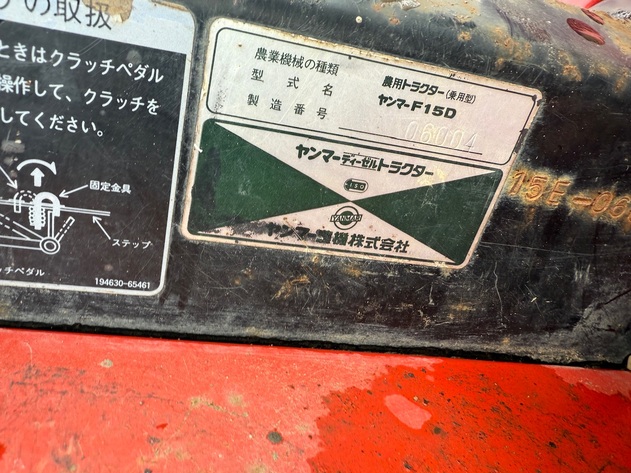 の取扱
ときはクラッチペダル
操作して、クラッチを
してください。
固定金具
ステップ
ッチペダル
194630-65461
農業機械の種類 農用トラクター(乗用型)
型式名 ヤンマーF15D
製造番号 06004
ヤンマーディーゼルトラクター
ISO
YANMAR
ヤンマー農機株式会社
15E-06